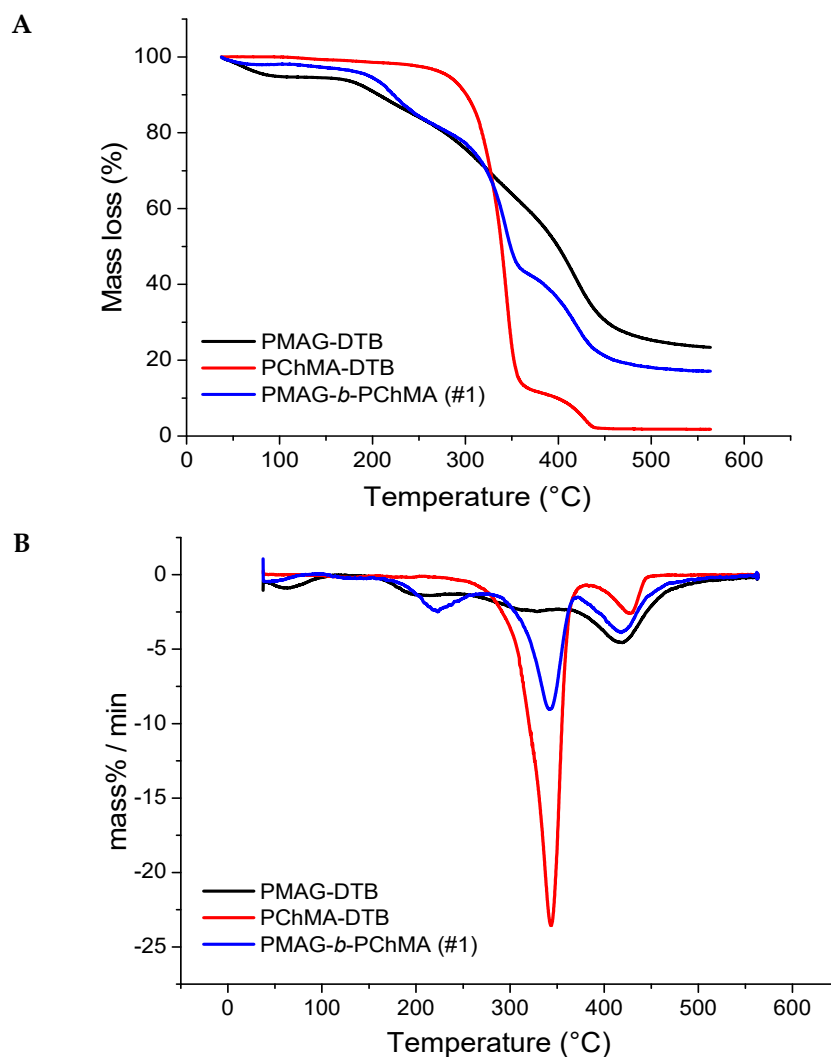 A
100
80
60
40
20
0
Mass loss (%)
PMAG-DTB
PChMA-DTB
PMAG-b-PChMA (#1)
0
100
200
300
400
500
600
Temperature (°C)
B
0
-5
-10
-15
-20
-25
mass% / min
PMAG-DTB
PChMA-DTB
PMAG-b-PChMA (#1)
0
100
200
300
400
500
600
Temperature (°C)